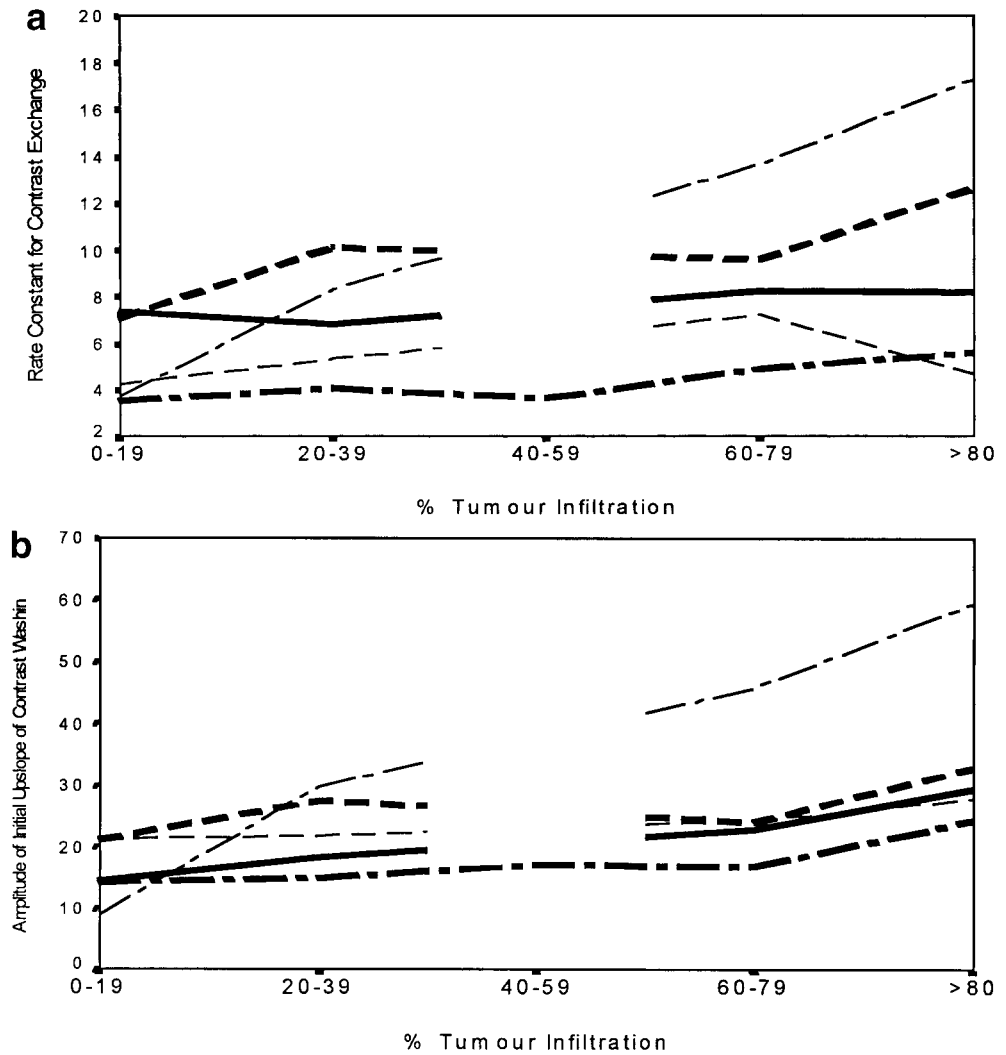 a
20
18
16
14
12
10
8
6
4
2
Rate Constant for Contrast Exchange
0-19 20-39 40-59 60-79 >80
% Tumour Infiltration
b
70
60
50
40
30
20
10
0
Amplitude of Initial Upslope of Contrast Washin
0-19 20-39 40-59 60-79 >80
% Tumour Infiltration